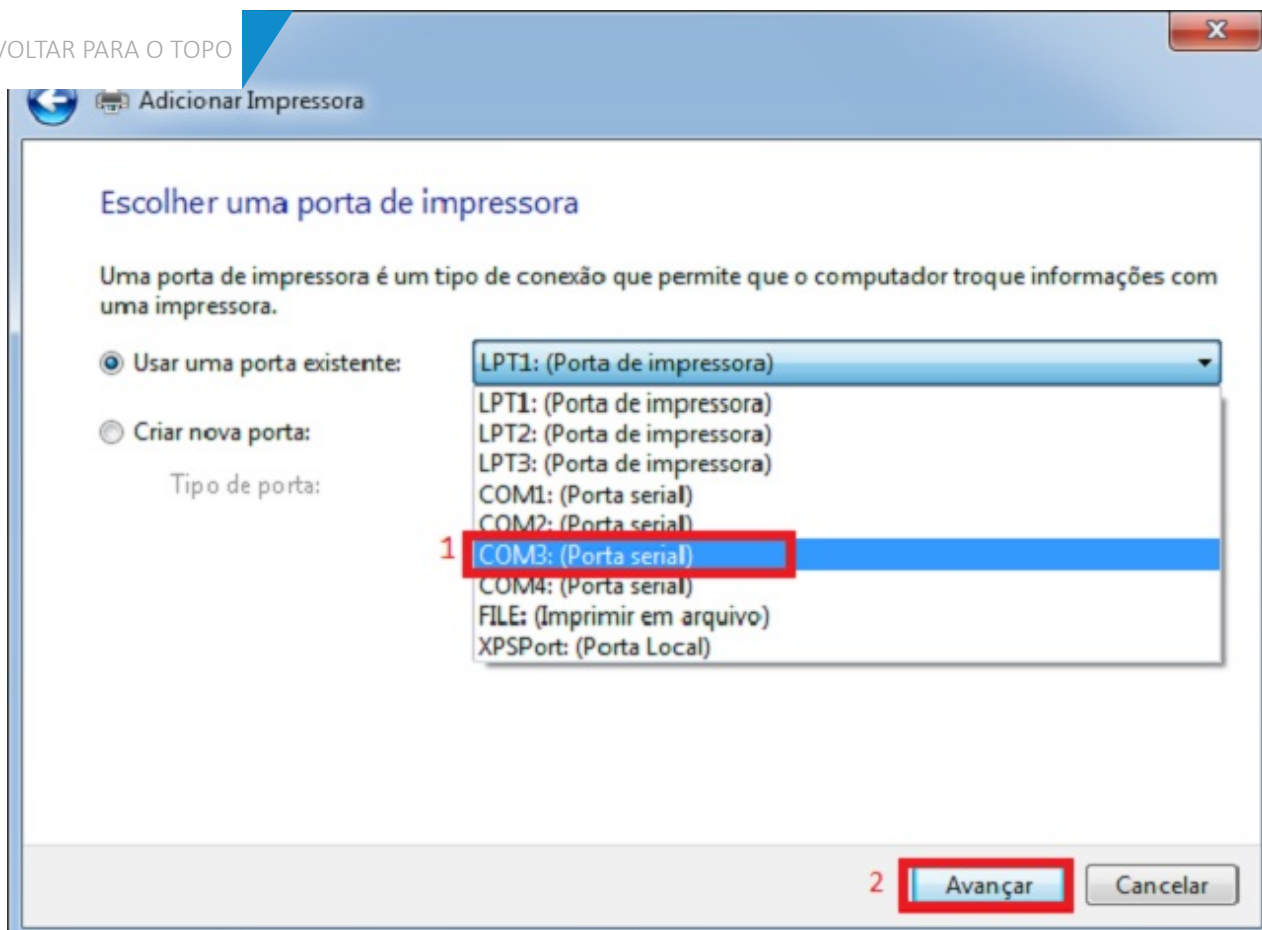 VOLTAR PARA O TOPO
Adicionar Impressora
Escolher uma porta de impressora
Uma porta de impressora é um tipo de conexão que permite que o computador troque informações com
uma impressora.
Usar uma porta existente:
LPT1: (Porta de impressora)
LPT1: (Porta de impressora)
Criar nova porta:
LPT2: (Porta de impressora)
LPT3: (Porta de impressora)
Tipo de porta:
COM1: (Porta serial)
COM2: (Porta serial)
1
COM3: (Porta serial)
COM4: (Porta serial)
FILE: (Imprimir em arquivo)
XPSPort: (Porta Local)
2
Avançar
Cancelar